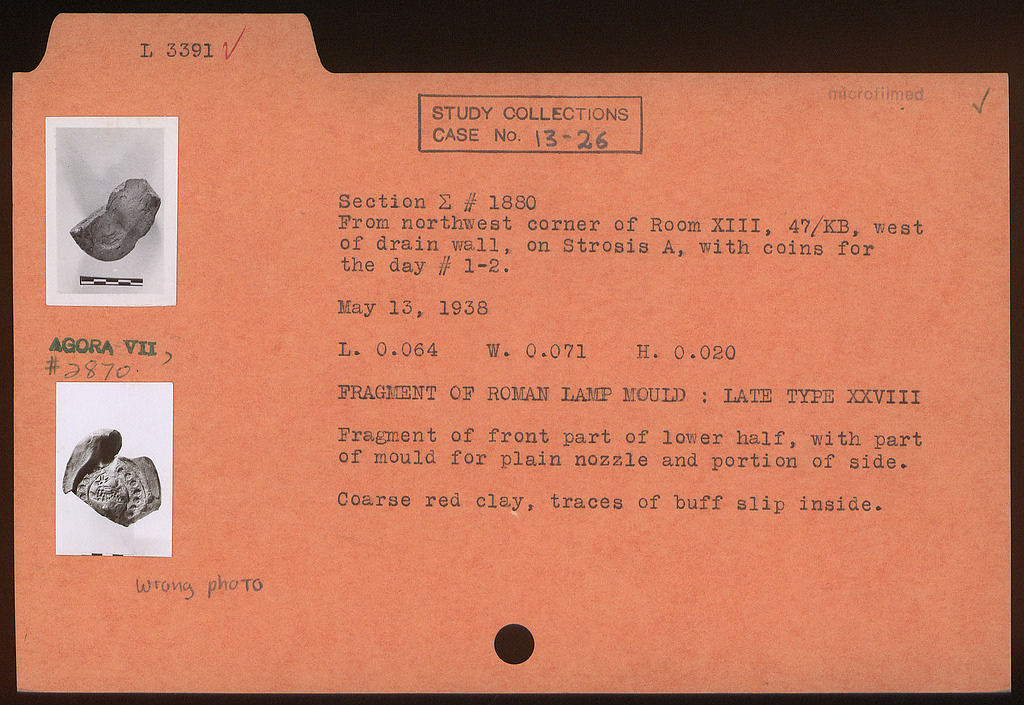 L 3391 ✓
microfilmed ✓
STUDY COLLECTIONS
CASE No. 13-26
Section Σ # 1880
From northwest corner of Room XIII, 47/KB, west
of drain wall, on Strosis A, with coins for
the day # 1-2.
May 13, 1938
L. 0.064 W. 0.071 H. 0.020
FRAGMENT OF ROMAN LAMP MOULD : LATE TYPE XXVIII
Fragment of front part of lower half, with part
of mould for plain nozzle and portion of side.
Coarse red clay, traces of buff slip inside.
AGORA VII,
#2870.
wrong photo